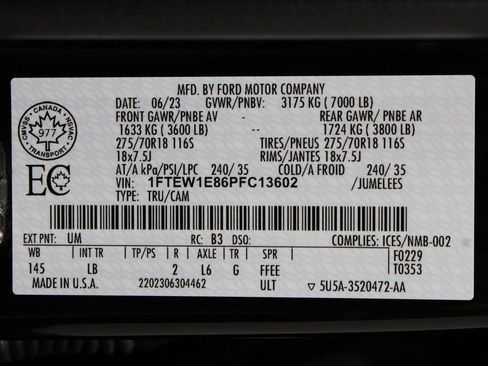 MFD. BY FORD MOTOR COMPANY
DATE: 06/23 GVWR/PNBV: 3175 KG ( 7000 LB)
FRONT GAWR/PNBE AV -- REAR GAWR/ PNBE AR
1633 KG ( 3600 LB) -- 1724 KG ( 3800 LB)
275/70R18 116S TIRES/PNEUS 275/70R18 116S
18x7.5J RIMS/JANTES 18x7.5J
AT/A kPa/PSI/LPC 240/ 35 COLD/A FROID 240/ 35
VIN: 1FTEW1E86PFC13602 /JUMELEES
TYPE: TRU/CAM
CANADA
CMVSS NSVAC
977
TRANSPORT
EC
EXT PNT: UM RC: B3 DSO: COMPLIES: ICES/NMB-002
WB INT TR TP/PS R AXLE TR SPR F0229
145 LB 2 L6 G FFEE T0353
MADE IN U.S.A. 2202306304462 ULT ▽ 5U5A-3520472-AA